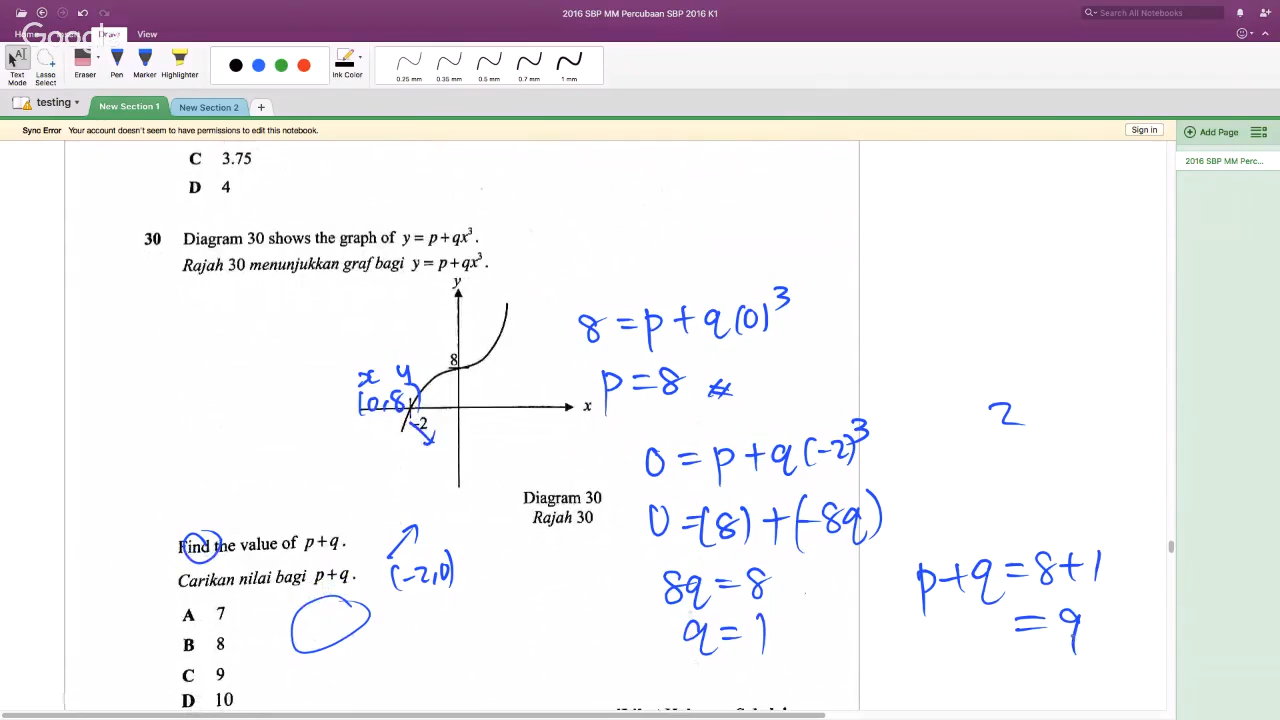 2016 SBP MM Percubaan SBP 2016 K1
Search All Notebooks
Home Insert Draw View
Text Mode
Lasso Select
Eraser
Pen
Marker
Highlighter
Ink Color
0.25 mm
0.35 mm
0.5 mm
0.7 mm
1 mm
testing
New Section 1
New Section 2
+
Sync Error Your account doesn't seem to have permissions to edit this notebook.
Sign in
Add Page
2016 SBP MM Perc...
C 3.75
D 4
30 Diagram 30 shows the graph of y = p + qx³.
Rajah 30 menunjukkan graf bagi y = p + qx³.
y
8
x
-2
x y
(0,8)
Diagram 30
Rajah 30
Find the value of p + q.
Carikan nilai bagi p + q.
(-2,0)
A 7
B 8
C 9
D 10
8 = p + q(0)³
p = 8 #
0 = p + q(-2)³
0 = (8) + (-8q)
8q = 8
q = 1
2
p + q = 8 + 1
= 9